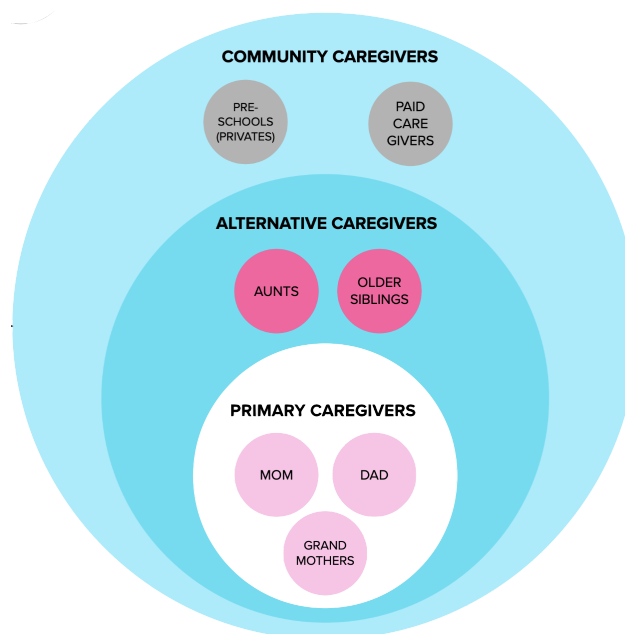 COMMUNITY CAREGIVERS
PRE-
SCHOOLS
(PRIVATES)
PAID
CARE
GIVERS
ALTERNATIVE CAREGIVERS
AUNTS
OLDER
SIBLINGS
PRIMARY CAREGIVERS
MOM
DAD
GRAND
MOTHERS